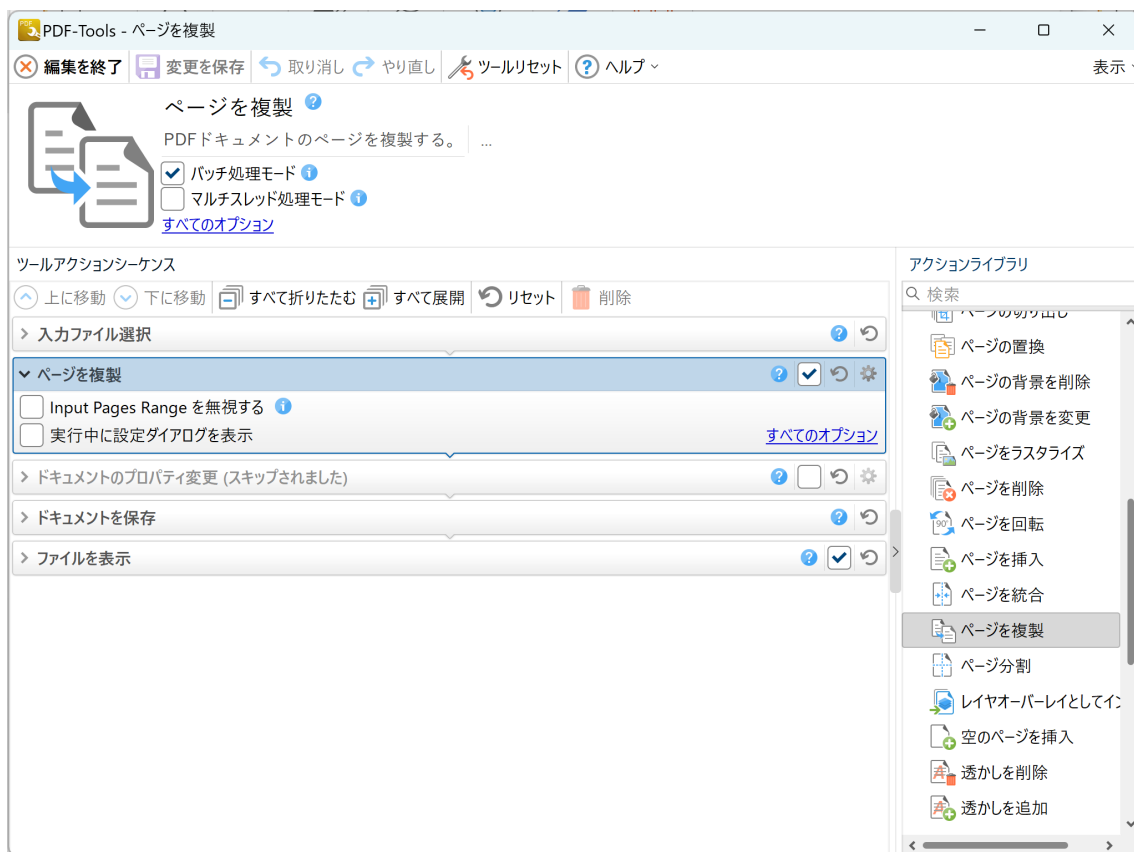 PDF-Tools - ページを複製
編集を終了 変更を保存 取り消し やり直し ツールリセット ヘルプ 表示
ページを複製
PDFドキュメントのページを複製する。 ...
バッチ処理モード
マルチスレッド処理モード
すべてのオプション
ツールアクションシーケンス
上に移動 下に移動 すべて折りたたむ すべて展開 リセット 削除
入力ファイル選択
ページを複製
Input Pages Range を無視する
実行中に設定ダイアログを表示 すべてのオプション
ドキュメントのプロパティ変更 (スキップされました)
ドキュメントを保存
ファイルを表示
アクションライブラリ
検索
ページの切り出し
ページの置換
ページの背景を削除
ページの背景を変更
ページをラスタライズ
ページを削除
ページを回転
ページを挿入
ページを統合
ページを複製
ページ分割
レイヤオーバーレイとしてイン
空のページを挿入
透かしを削除
透かしを追加